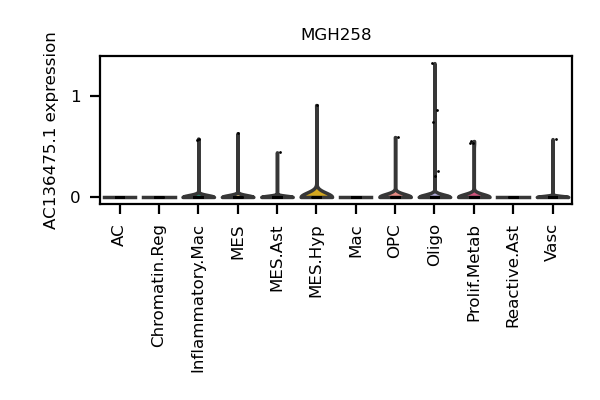 MGH258
AC136475.1 expression
1
0
AC
Chromatin.Reg
Inflammatory.Mac
MES
MES.Ast
MES.Hyp
Mac
OPC
Oligo
Prolif.Metab
Reactive.Ast
Vasc